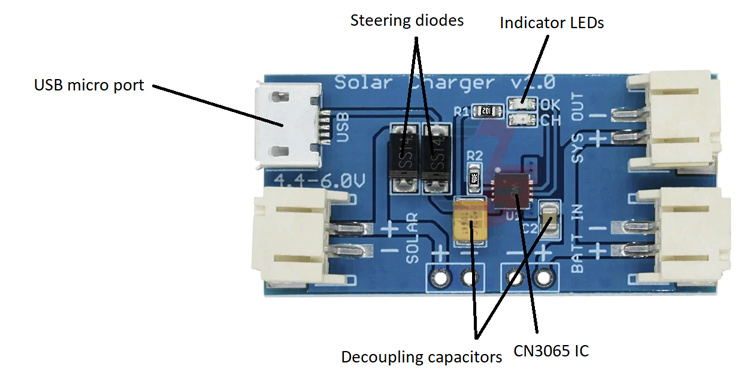 Steering diodes
Indicator LEDs
USB micro port
Solar Charger v1.0
R1
OK
CH
USB
SYS OUT
R2
4.4-6.0V
SOLAR
C2
BATT IN
Decoupling capacitors
CN3065 IC